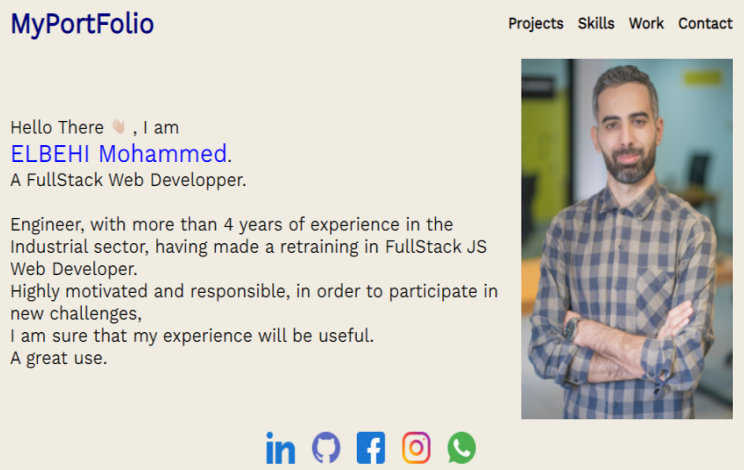 MyPortFolio
Projects Skills Work Contact
Hello There 👋🏻 , I am
ELBEHI Mohammed.
A FullStack Web Developper.
Engineer, with more than 4 years of experience in the
Industrial sector, having made a retraining in FullStack JS
Web Developer.
Highly motivated and responsible, in order to participate in
new challenges,
I am sure that my experience will be useful.
A great use.
in
f